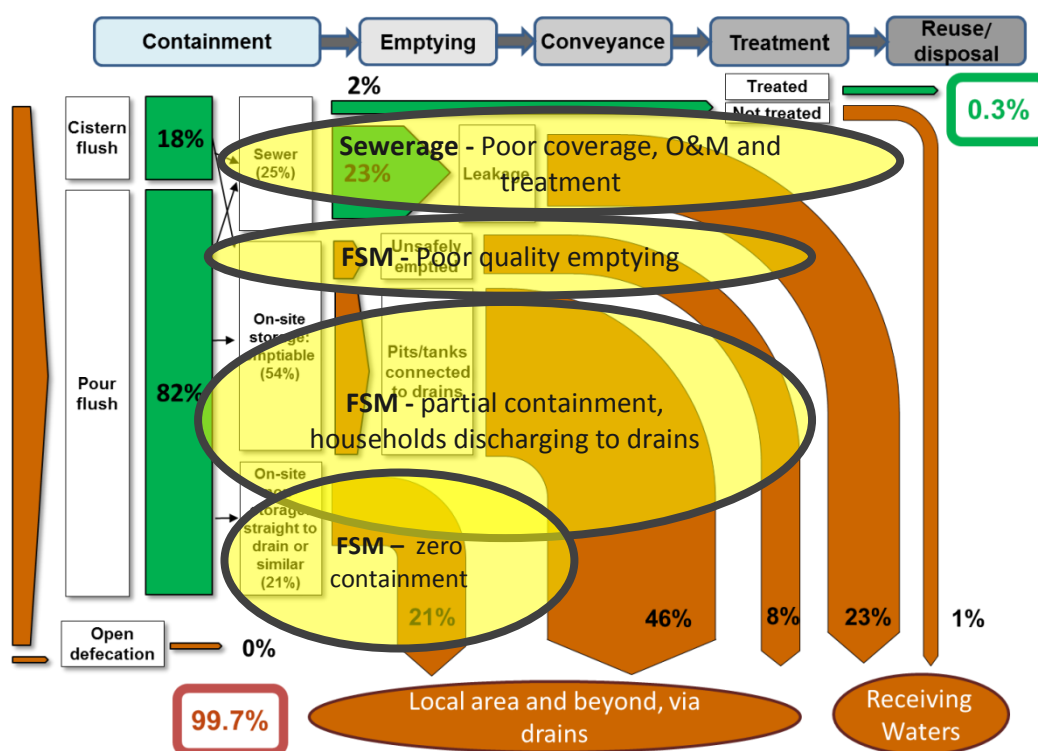 Containment
Emptying
Conveyance
Treatment
Reuse/
disposal
Cistern
flush
18%
Pour
flush
82%
Open
defecation
0%
Sewer
(25%)
On-site
storage:
emptiable
(54%)
On-site
storage:
straight to
drain or
similar
(21%)
2%
23%
Leakage
Treated
Not treated
0.3%
Sewerage - Poor coverage, O&M and
treatment
Unsafely
emptied
FSM - Poor quality emptying
Pits/tanks
connected
to drains
FSM - partial containment,
households discharging to drains
FSM – zero
containment
21%
46%
8%
23%
1%
99.7%
Local area and beyond, via
drains
Receiving
Waters